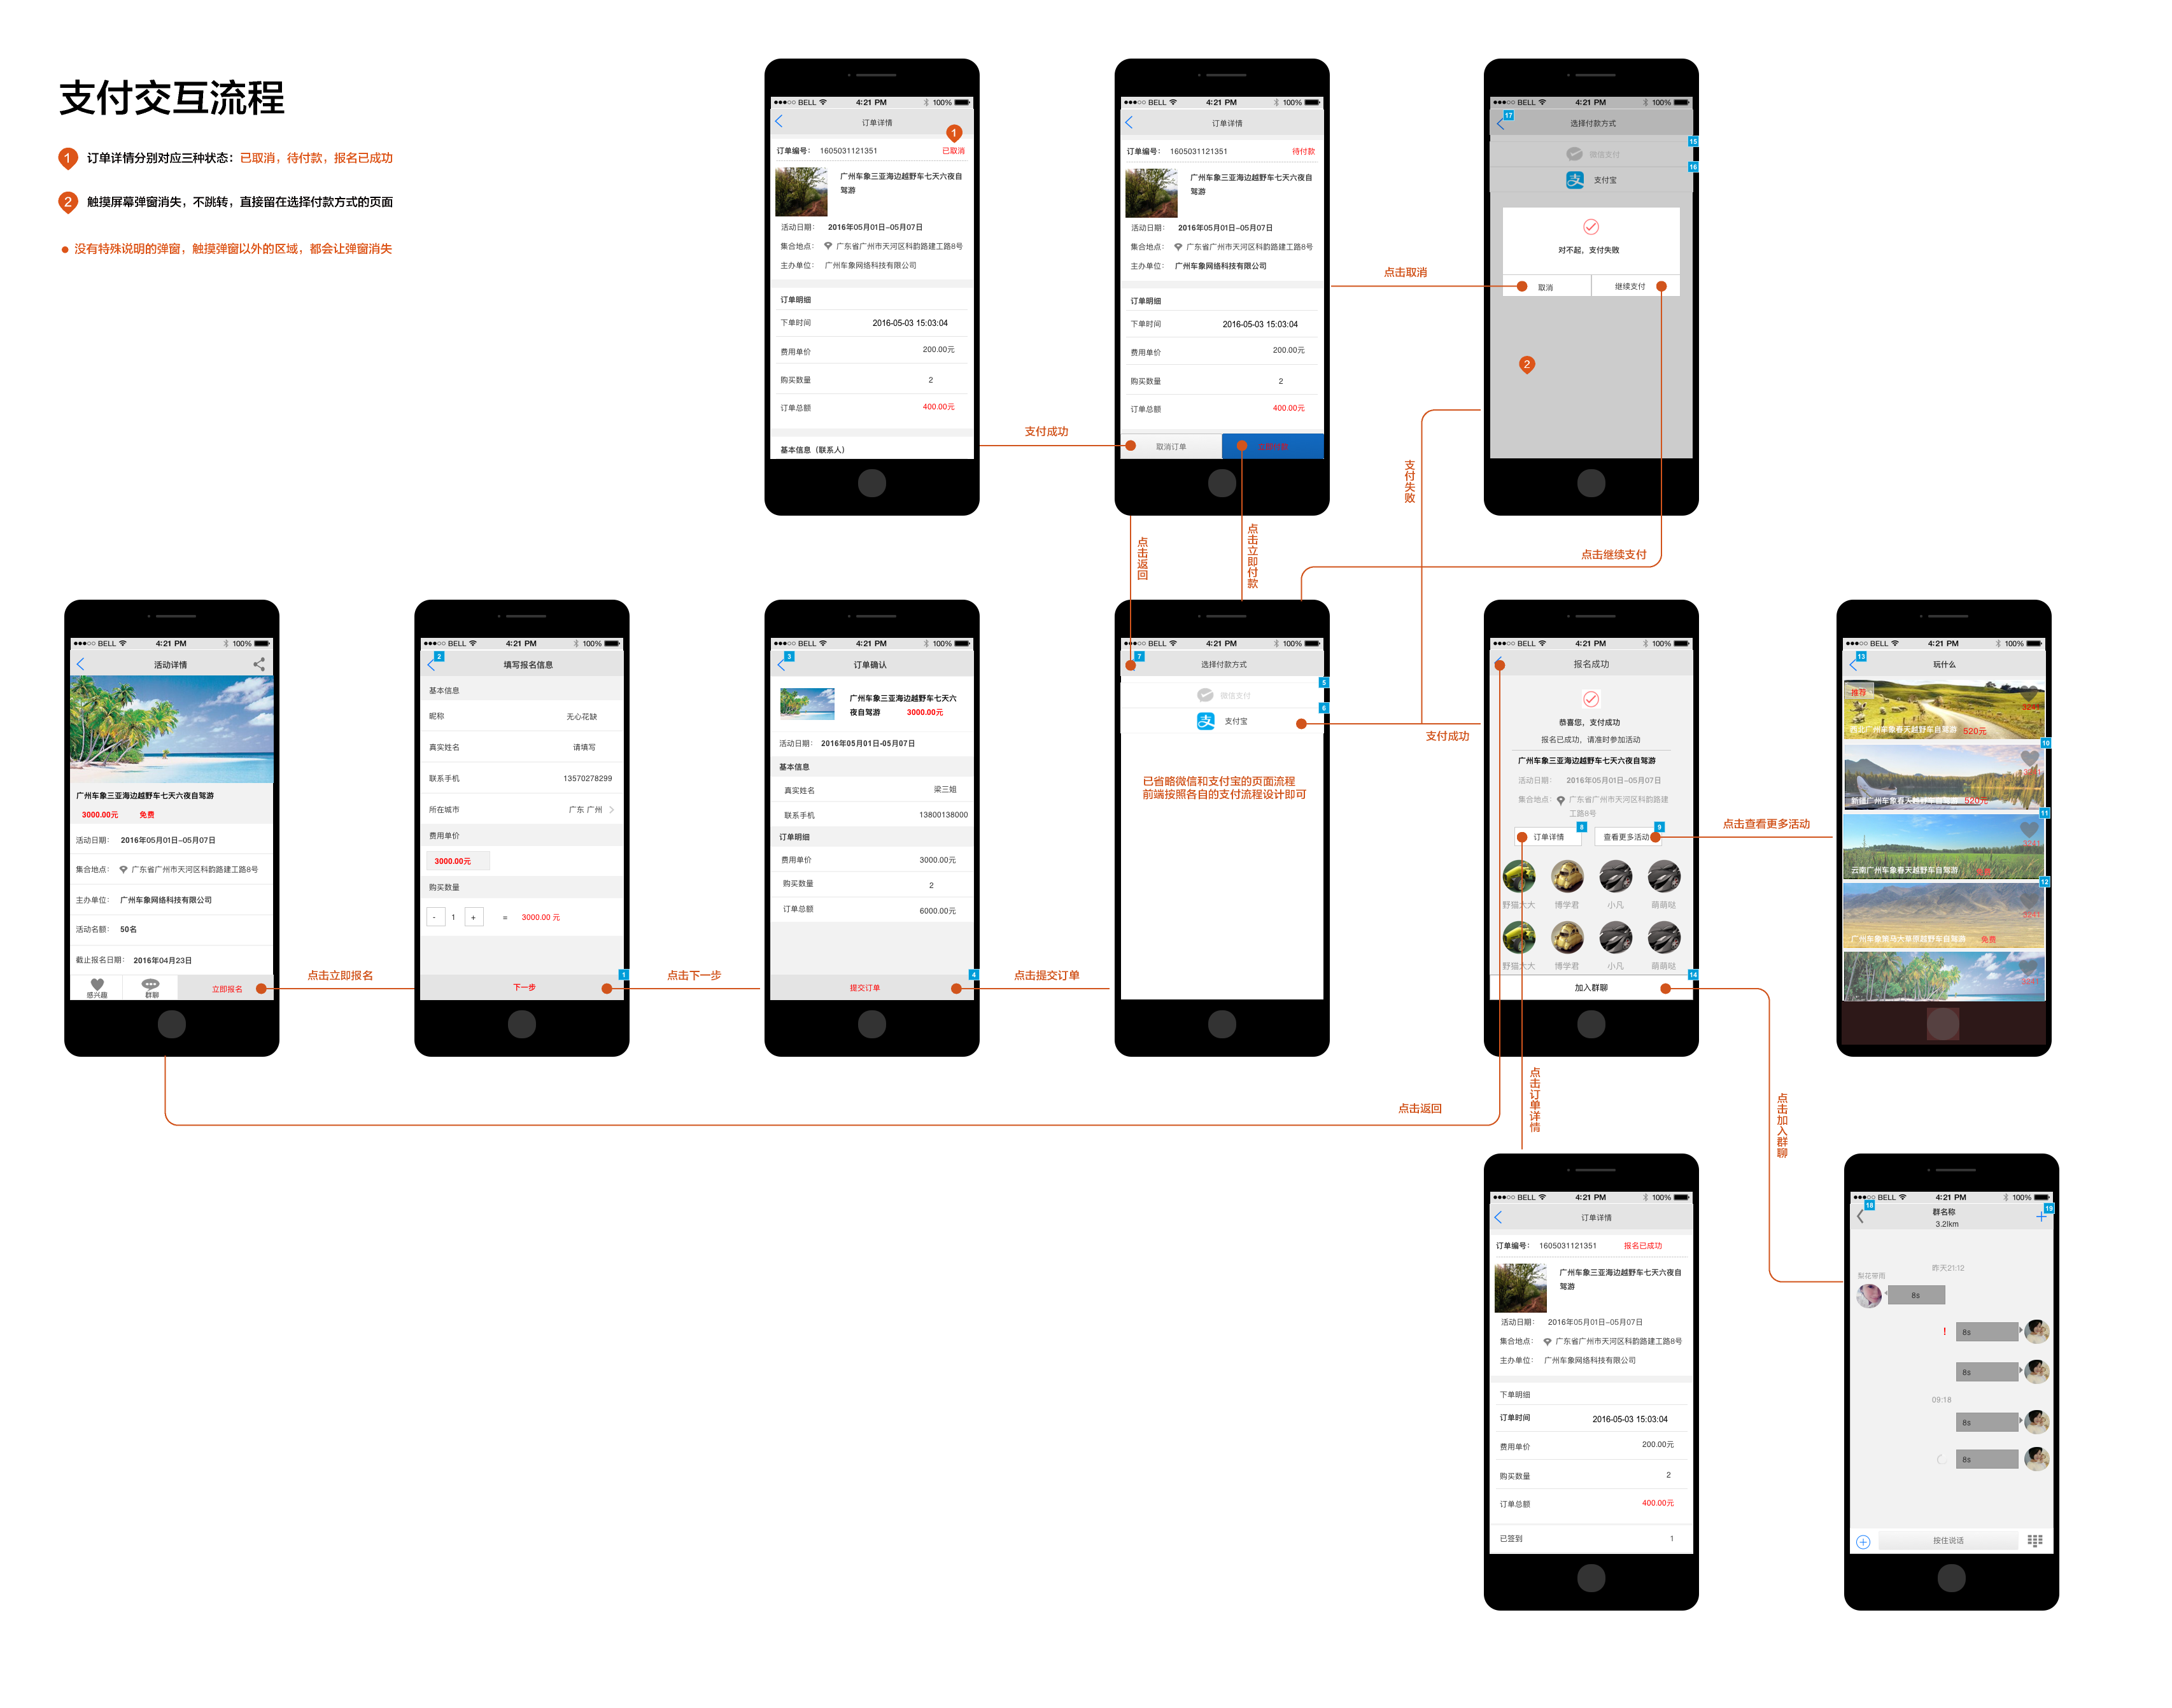 支付交互流程
1 订单详情分别对应三种状态：已取消，待付款，报名已成功
2 触摸屏幕弹窗消失，不跳转，直接留在选择付款方式的页面
没有特殊说明的弹窗，触摸弹窗以外的区域，都会让弹窗消失
BELL 4:21 PM 100%
订单详情
1
订单编号： 1605031121351 已取消
广州车象三亚海边越野车七天六夜自
驾游
活动日期： 2016年05月01日-05月07日
集合地点： 广东省广州市天河区科韵路建工路8号
主办单位： 广州车象网络科技有限公司
订单明细
下单时间 2016-05-03 15:03:04
费用单价 200.00元
购买数量 2
订单总额 400.00元
基本信息（联系人）
支付成功
BELL 4:21 PM 100%
订单详情
订单编号： 1605031121351 待付款
广州车象三亚海边越野车七天六夜自
驾游
活动日期： 2016年05月01日-05月07日
集合地点： 广东省广州市天河区科韵路建工路8号
主办单位： 广州车象网络科技有限公司
订单明细
下单时间 2016-05-03 15:03:04
费用单价 200.00元
购买数量 2
订单总额 400.00元
取消订单
点击取消
BELL 4:21 PM 100%
17
选择付款方式
15
微信支付
16
支付宝
对不起，支付失败
取消 继续支付
2
支付失败
点击返回
点击立即付款
点击继续支付
BELL 4:21 PM 100%
活动详情
广州车象三亚海边越野车七天六夜自驾游
3000.00元 免费
活动日期： 2016年05月01日-05月07日
集合地点： 广东省广州市天河区科韵路建工路8号
主办单位： 广州车象网络科技有限公司
活动名额： 50名
截止报名日期： 2016年04月23日
感兴趣 群聊 立即报名
点击立即报名
BELL 4:21 PM 100%
2
填写报名信息
基本信息
昵称 无心花缺
真实姓名 请填写
联系手机 13570278299
所在城市 广东 广州
费用单价
3000.00元
购买数量
- 1 + = 3000.00 元
1
下一步
点击下一步
BELL 4:21 PM 100%
3
订单确认
广州车象三亚海边越野车七天六
夜自驾游 3000.00元
活动日期： 2016年05月01日-05月07日
基本信息
真实姓名 梁三姐
联系手机 13800138000
订单明细
费用单价 3000.00元
购买数量 2
订单总额 6000.00元
4
提交订单
点击提交订单
BELL 4:21 PM 100%
7
选择付款方式
5
微信支付
6
支付宝
已省略微信和支付宝的页面流程
前端按照各自的支付流程设计即可
支付成功
BELL 4:21 PM 100%
报名成功
恭喜您，支付成功
报名已成功，请准时参加活动
广州车象三亚海边越野车七天六夜自驾游
活动日期： 2016年05月01日-05月07日
集合地点： 广东省广州市天河区科韵路建
工路8号
8 9
订单详情 查看更多活动
野猫大大 博学君 小凡 萌萌哒
野猫大大 博学君 小凡 萌萌哒
14
加入群聊
点击查看更多活动
BELL 4:21 PM 100%
13
玩什么
推荐
3241
西北广州车象春天越野车自驾游 520元
10
新疆广州车象春天越野车自驾游 520元
11
3241
云南广州车象春天越野车自驾游
12
3241
免费
3241
点击返回
点击订单详情
点击加入群聊
BELL 4:21 PM 100%
订单详情
订单编号： 1605031121351 报名已成功
广州车象三亚海边越野车七天六夜自
驾游
活动日期： 2016年05月01日-05月07日
集合地点： 广东省广州市天河区科韵路建工路8号
主办单位： 广州车象网络科技有限公司
下单明细
订单时间 2016-05-03 15:03:04
费用单价 200.00元
购买数量 2
订单总额 400.00元
已签到 1
BELL 4:21 PM 100%
18
群名称
19
3.2km
昨天21:12
梨花带雨
8s
! 8s
8s
09:18
8s
8s
按住说话